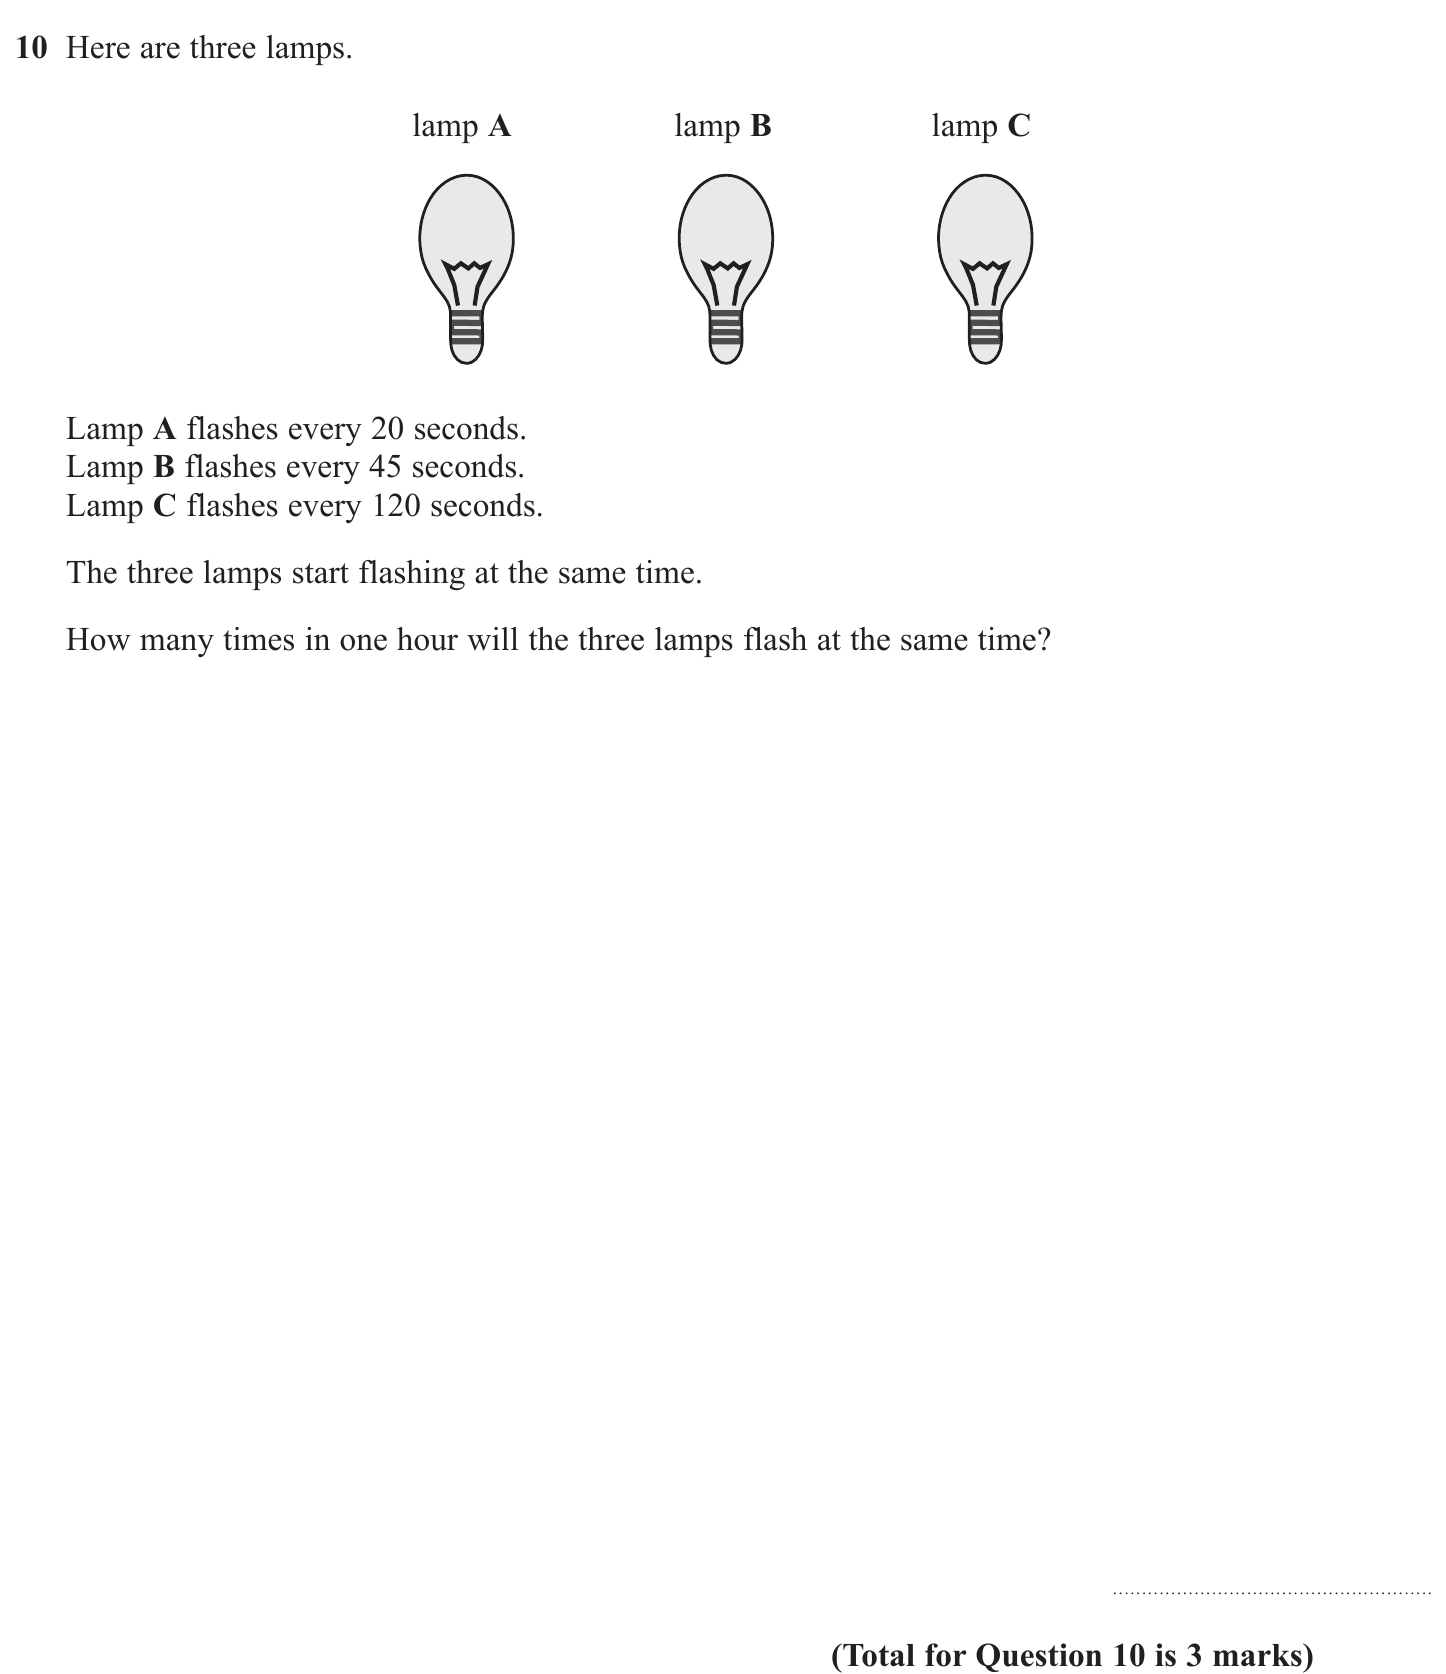 10 Here are three lamps.
lamp A lamp B lamp C
Lamp A flashes every 20 seconds.
Lamp B flashes every 45 seconds.
Lamp C flashes every 120 seconds.
The three lamps start flashing at the same time.
How many times in one hour will the three lamps flash at the same time?
(Total for Question 10 is 3 marks)